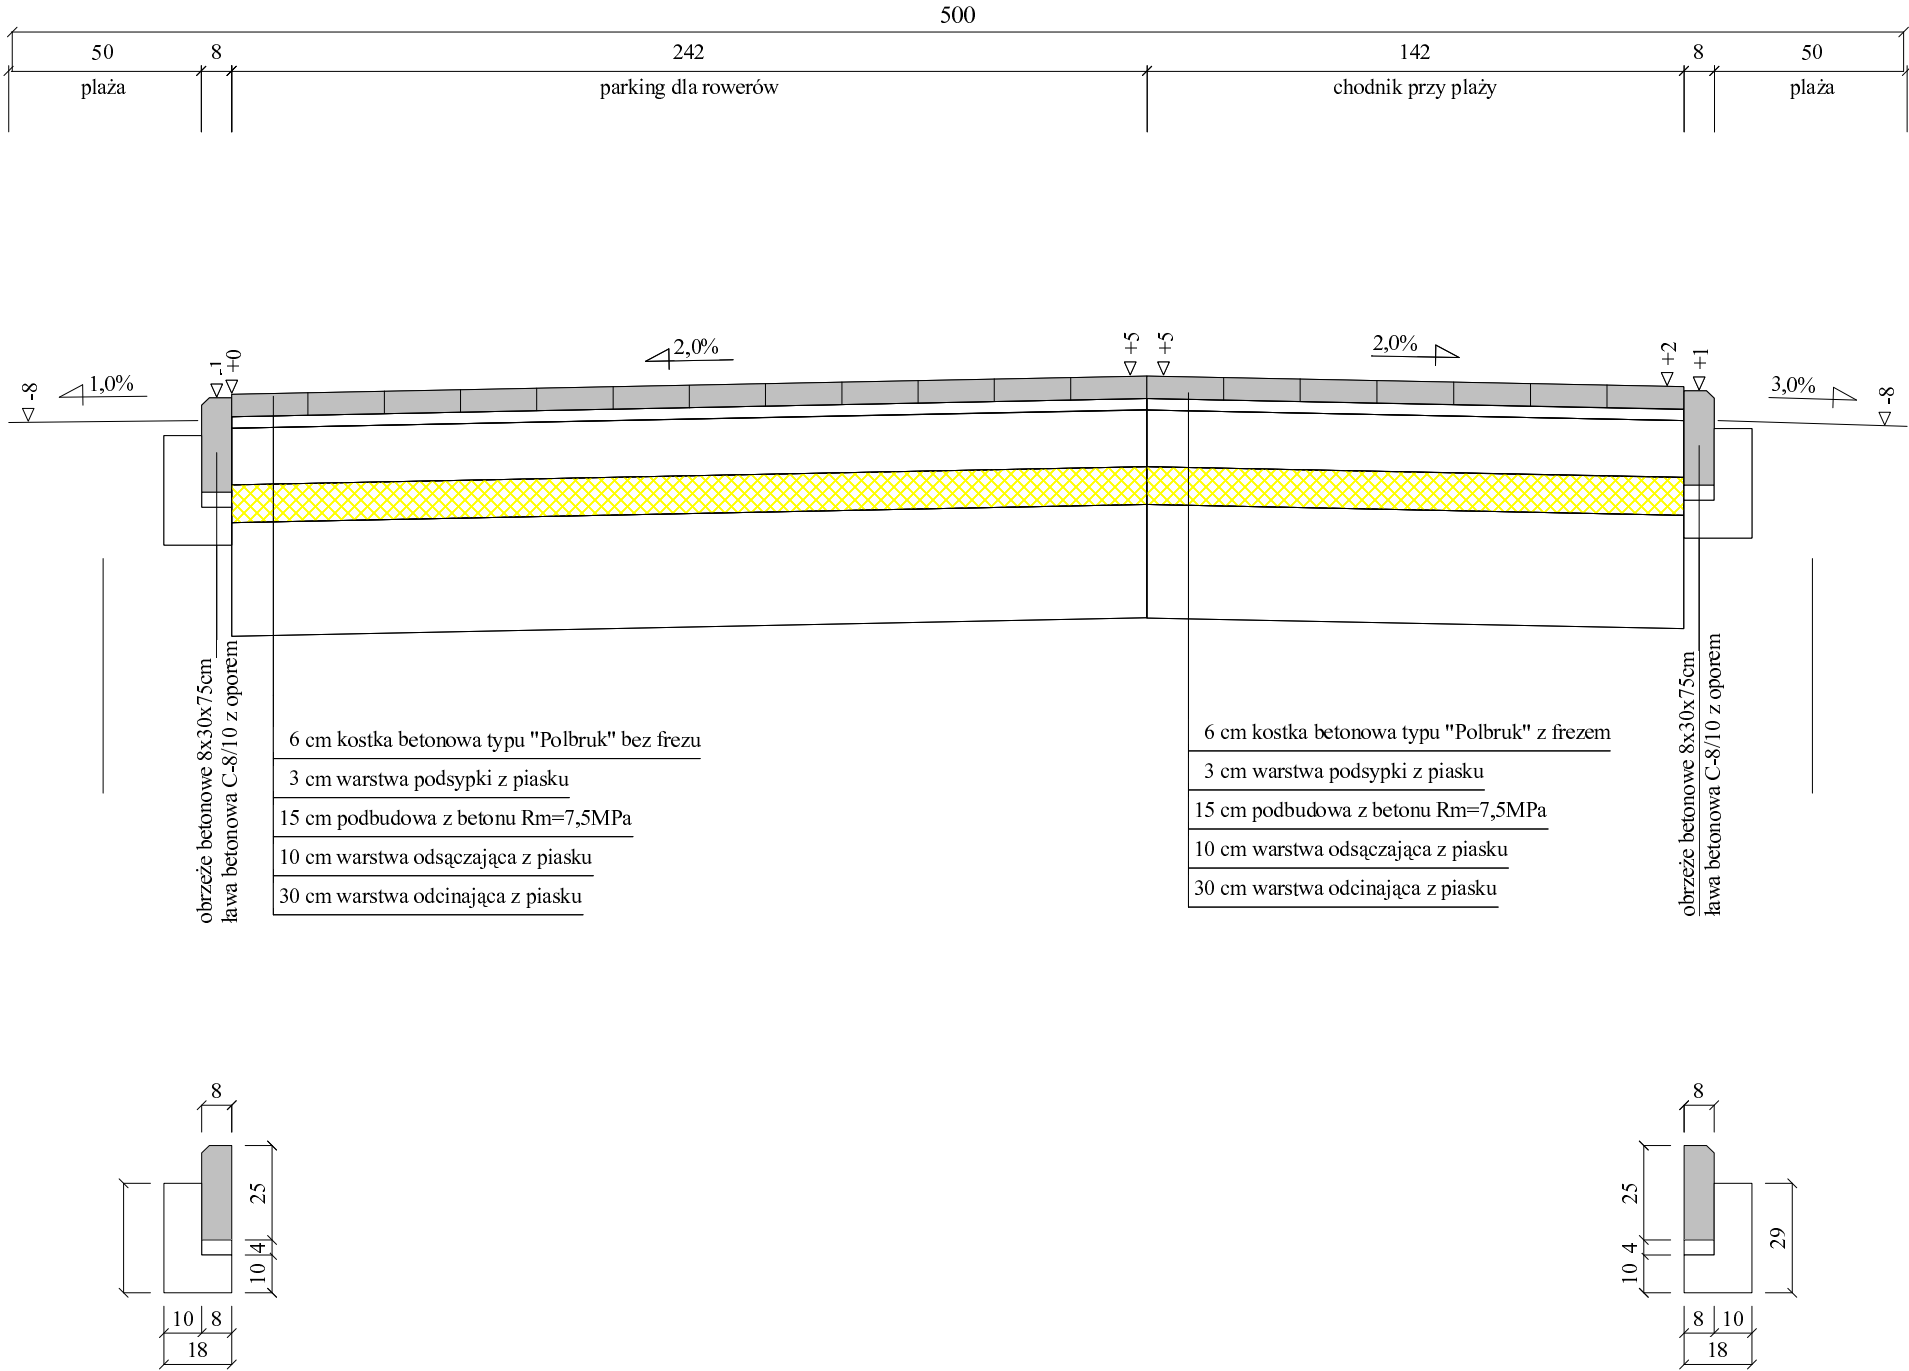 500
50 8 242 142 8 50
plaża parking dla rowerów chodnik przy plaży plaża
-8 1,0% -1 +0 2,0% +5 +5 2,0% +2 +1 3,0% -8
obrzeże betonowe 8x30x75cm
ława betonowa C-8/10 z oporem
6 cm kostka betonowa typu "Polbruk" bez frezu
3 cm warstwa podsypki z piasku
15 cm podbudowa z betonu Rm=7,5MPa
10 cm warstwa odsączająca z piasku
30 cm warstwa odcinająca z piasku
6 cm kostka betonowa typu "Polbruk" z frezem
3 cm warstwa podsypki z piasku
15 cm podbudowa z betonu Rm=7,5MPa
10 cm warstwa odsączająca z piasku
30 cm warstwa odcinająca z piasku
obrzeże betonowe 8x30x75cm
ława betonowa C-8/10 z oporem
8
25
4
10
10 8
18
8
25
4
10
29
8 10
18